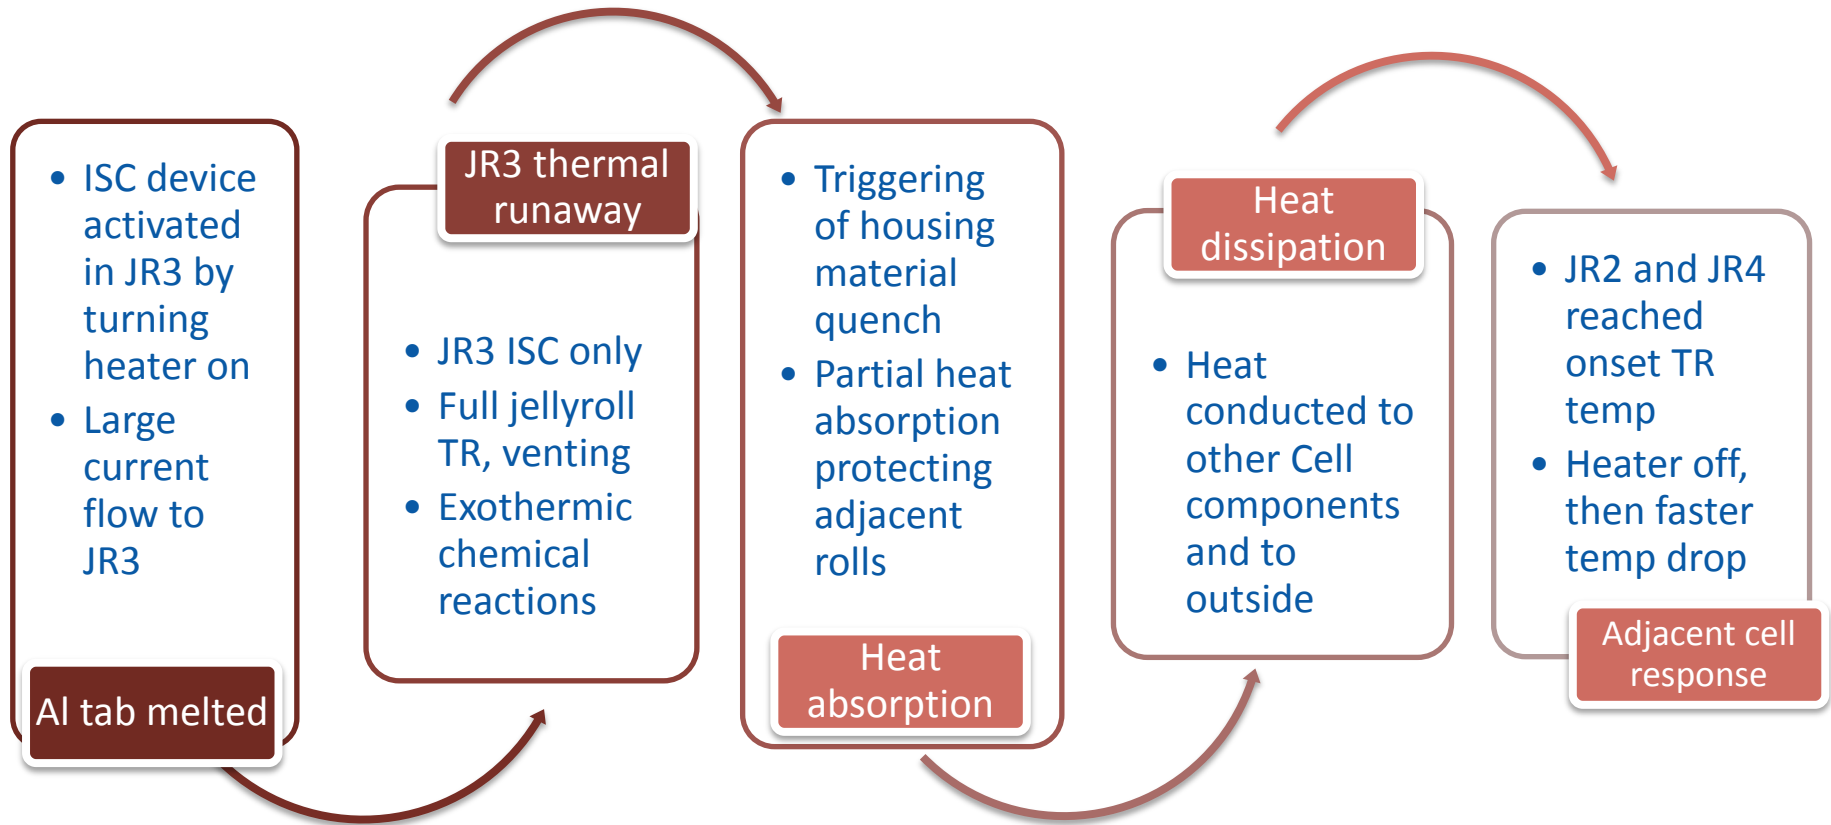 • ISC device
activated
in JR3 by
turning
heater on
• Large
current
flow to
JR3
Al tab melted
JR3 thermal
runaway
• JR3 ISC only
• Full jellyroll
TR, venting
• Exothermic
chemical
reactions
• Triggering
of housing
material
quench
• Partial heat
absorption
protecting
adjacent
rolls
Heat
absorption
Heat
dissipation
• Heat
conducted to
other Cell
components
and to
outside
• JR2 and JR4
reached
onset TR
temp
• Heater off,
then faster
temp drop
Adjacent cell
response